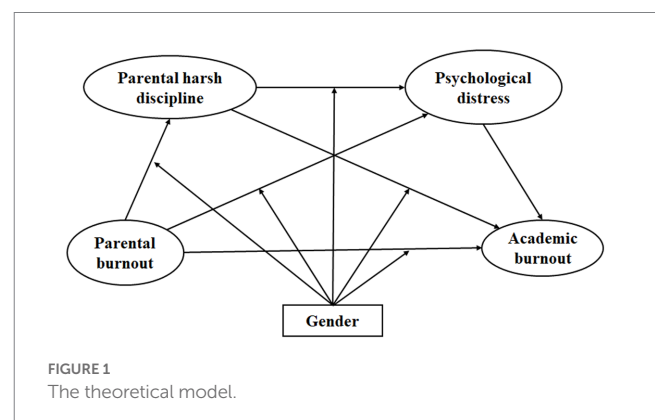 Parental harsh
discipline
Psychological
distress
Parental
burnout
Academic
burnout
Gender
FIGURE 1
The theoretical model.